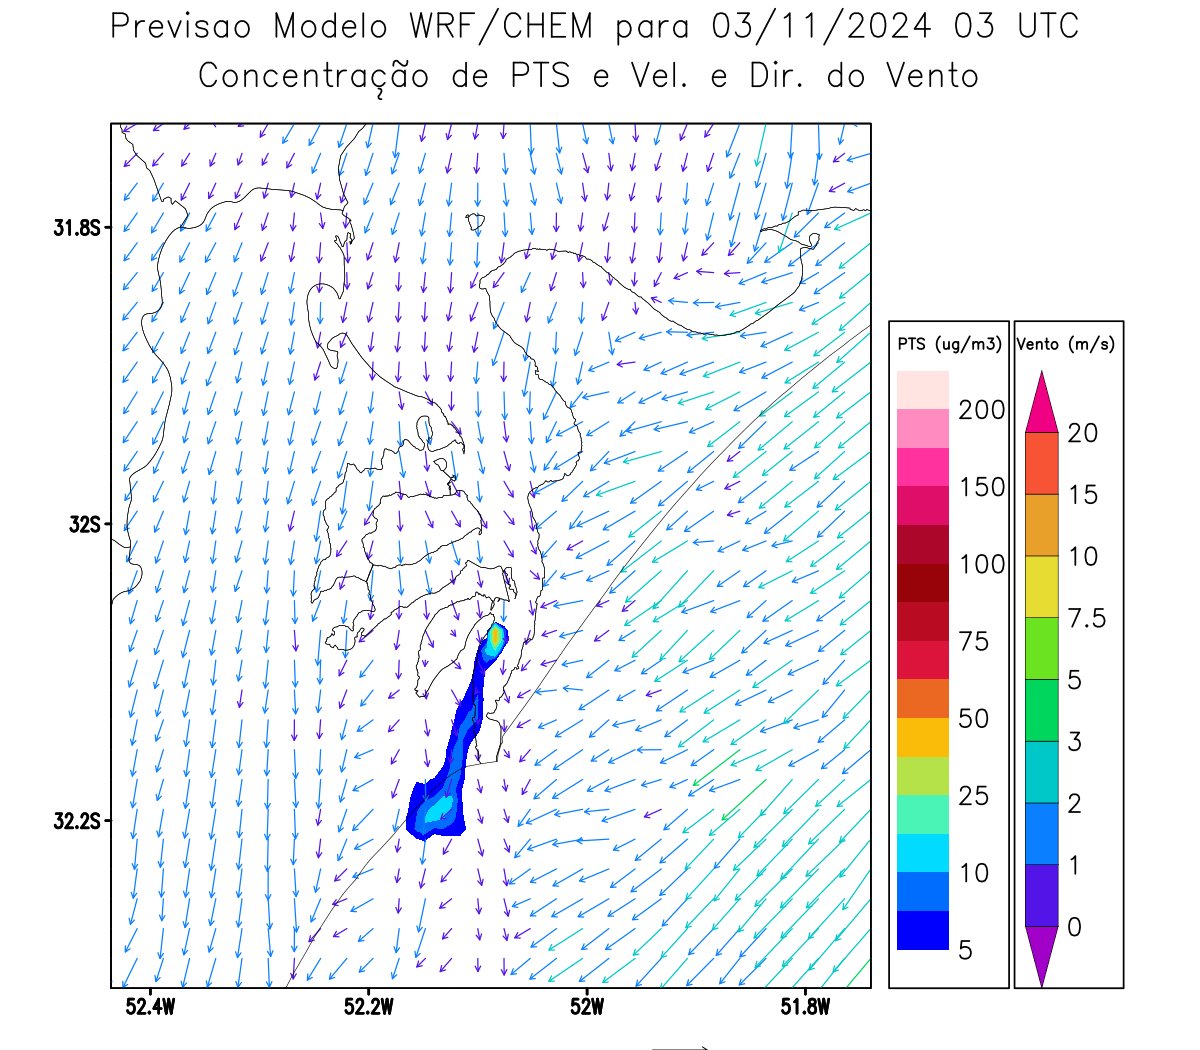 Previsao Modelo WRF/CHEM para 03/11/2024 03 UTC
Concentração de PTS e Vel. e Dir. do Vento
31.8S
32S
32.2S
52.4W
52.2W
52W
51.8W
PTS (ug/m3)
200
150
100
75
50
25
10
5
Vento (m/s)
20
15
10
7.5
5
3
2
1
0